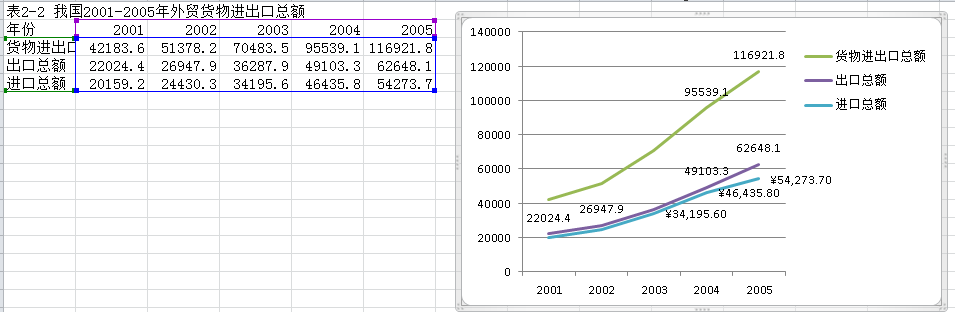 表2-2 我国2001-2005年外贸货物进出口总额
年份 2001 2002 2003 2004 2005
货物进出口 42183.6 51378.2 70483.5 95539.1 116921.8
出口总额 22024.4 26947.9 36287.9 49103.3 62648.1
进口总额 20159.2 24430.3 34195.6 46435.8 54273.7
140000
120000
100000
80000
60000
40000
20000
0
116921.8
95539.1
62648.1
49103.3
¥54,273.70
¥46,435.80
26947.9
¥34,195.60
22024.4
2001 2002 2003 2004 2005
货物进出口总额
出口总额
进口总额